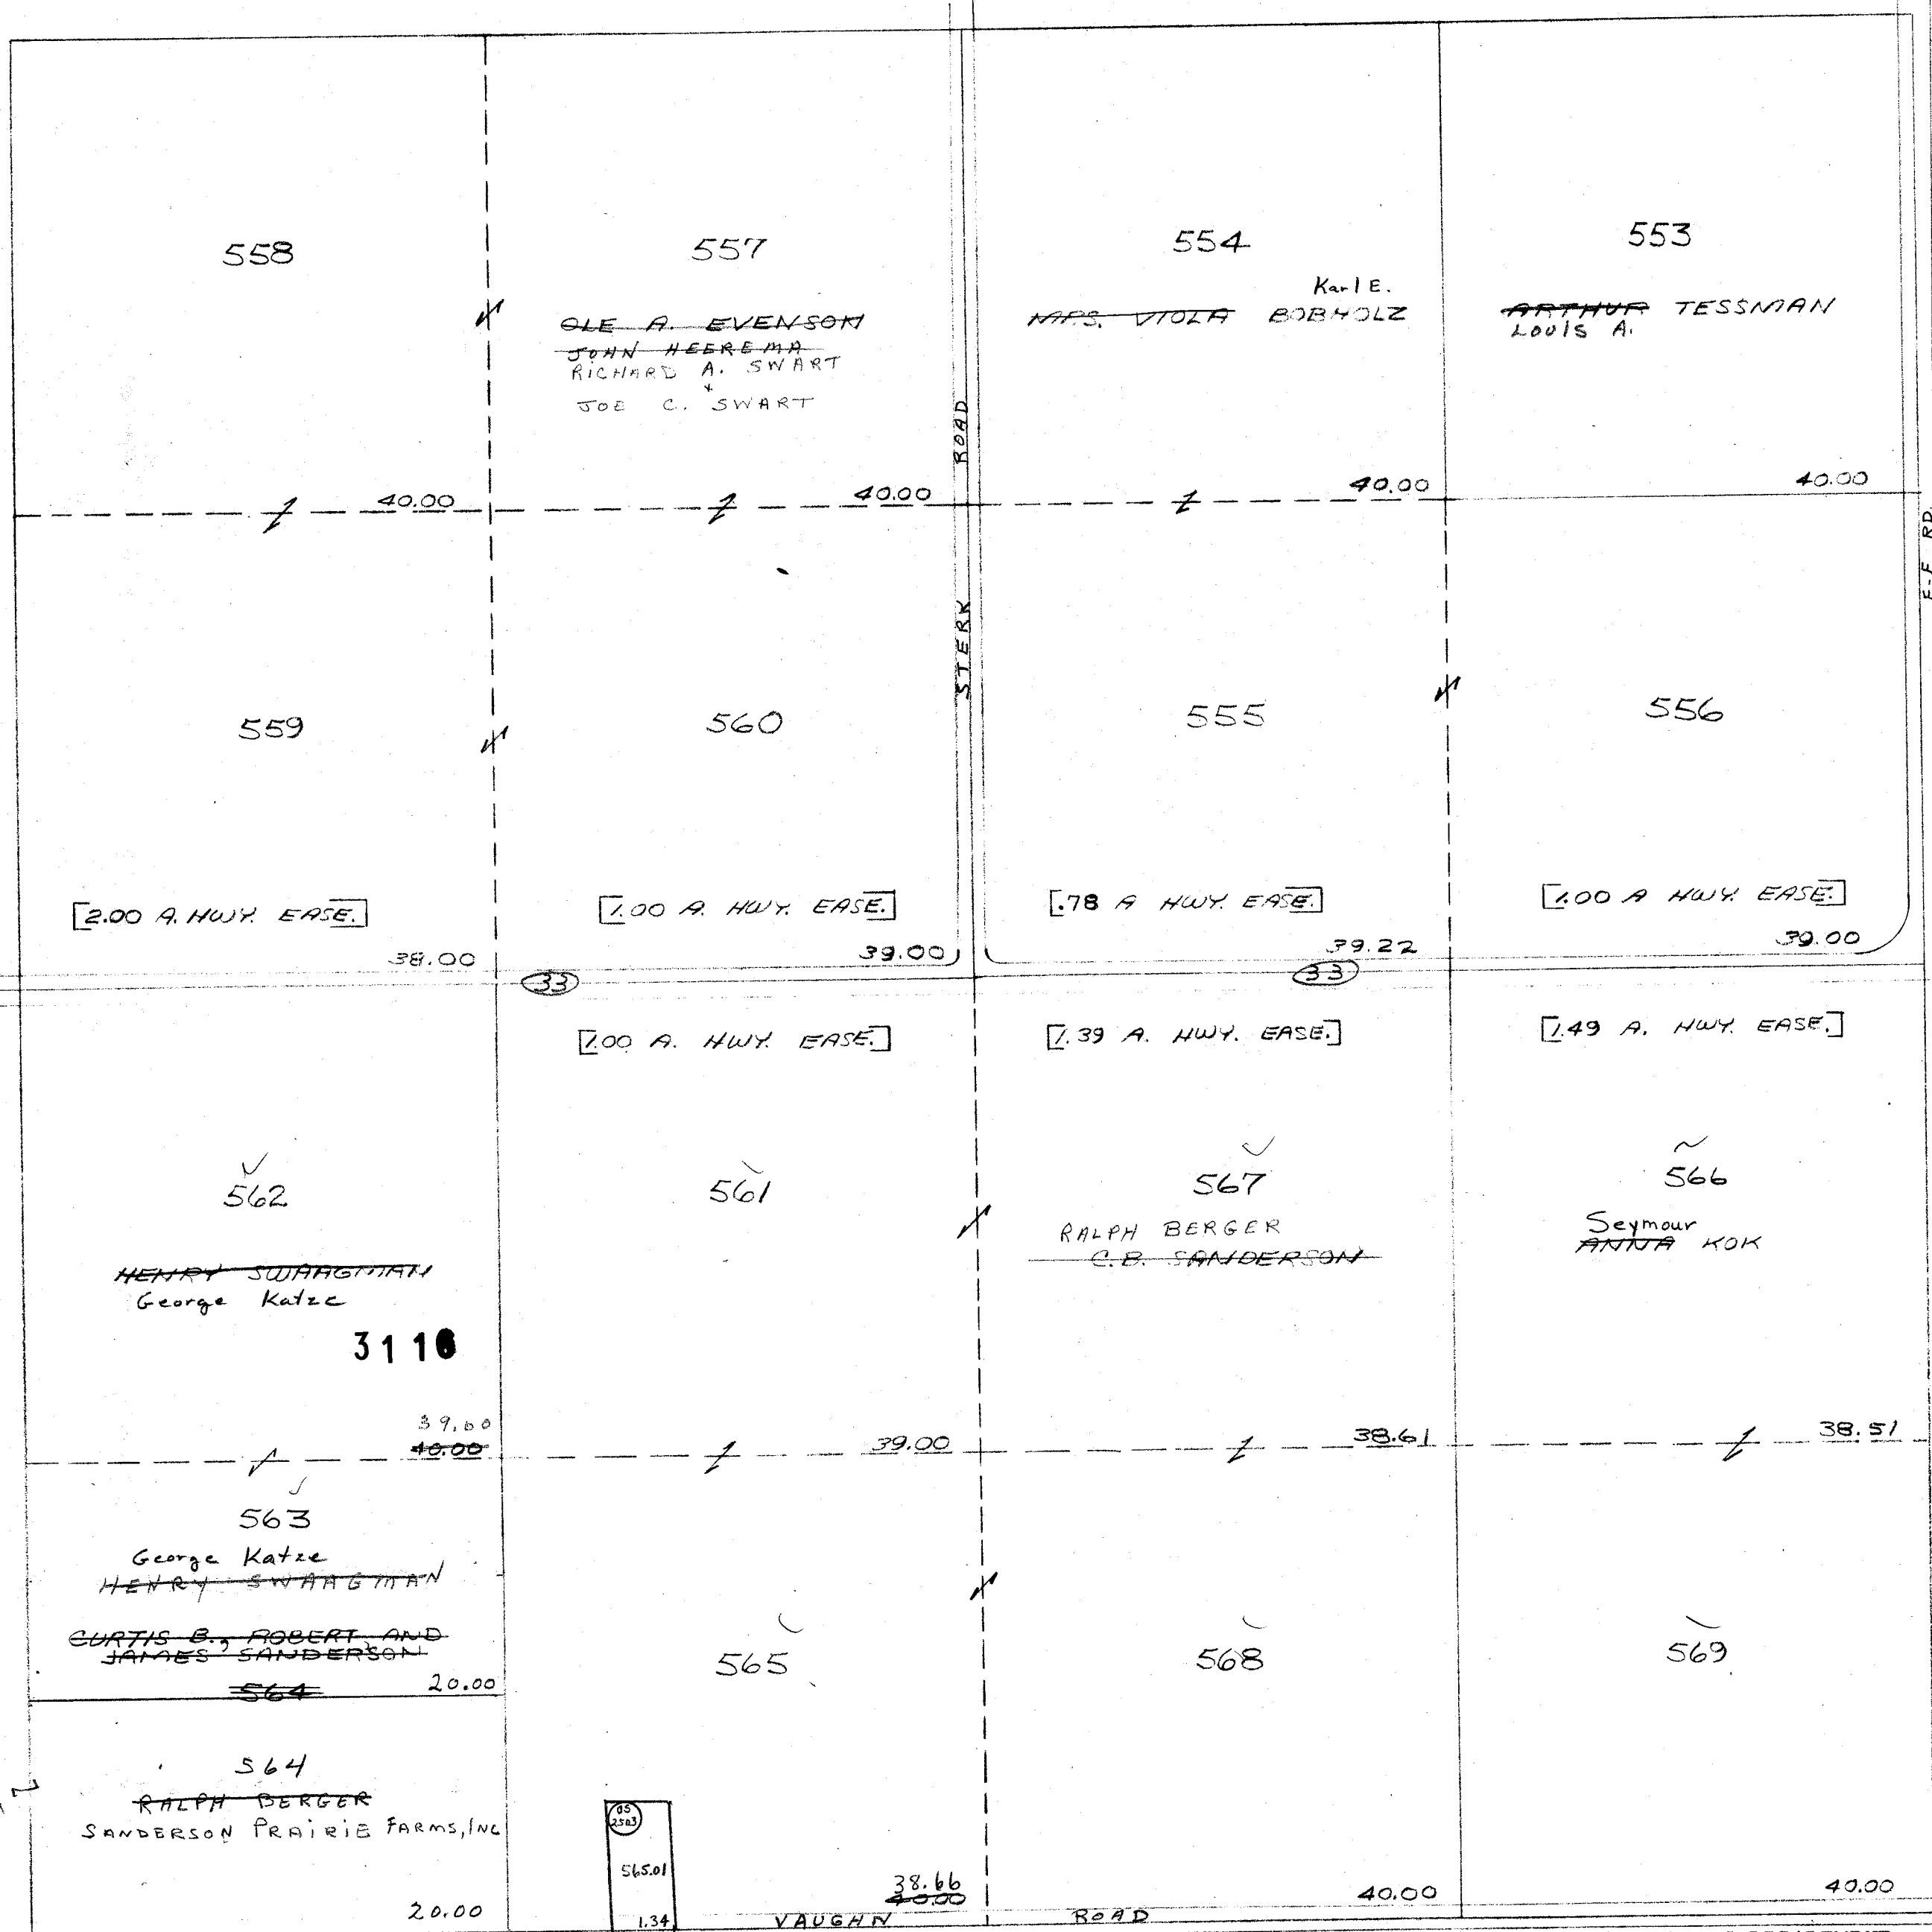 558
557
554
553
OLE A. EVENSON
JOHN HEEREMA
RICHARD A. SWART
+
JOE C. SWART
Karl E.
MRS. VIOLA BOBHOLZ
ARTHUR TESSMAN
LOUIS A.
STERK ROAD
40.00
40.00
40.00
40.00
F-F RD.
559
560
555
556
[2.00 A. HWY. EASE.]
[1.00 A. HWY. EASE.]
[.78 A HWY. EASE.]
[1.00 A HWY. EASE.]
38.00
39.00
39.22
39.00
33
33
[1.00 A. HWY. EASE.]
[1.39 A. HWY. EASE.]
[1.49 A. HWY. EASE.]
562
561
567
566
HENRY SWAAGMAN
George Katze
RALPH BERGER
C.B. SANDERSON
Seymour
ANNA KOK
39.60
40.00
39.00
38.61
38.51
563
George Katze
HENRY SWAAGMAN
CURTIS B., ROBERT, AND
JAMES SANDERSON
564
20.00
565
568
569
564
RALPH BERGER
SANDERSON PRAIRIE FARMS, INC
20.00
2503
565.01
1.34
38.66
40.00
40.00
40.00
VAUGHN ROAD